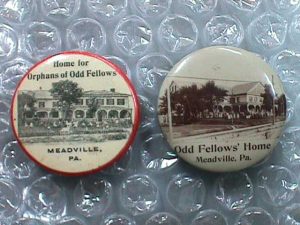 Home for
Orphans of Odd Fellows
MEADVILLE,
PA.
Odd Fellows' Home
Meadville, Pa.